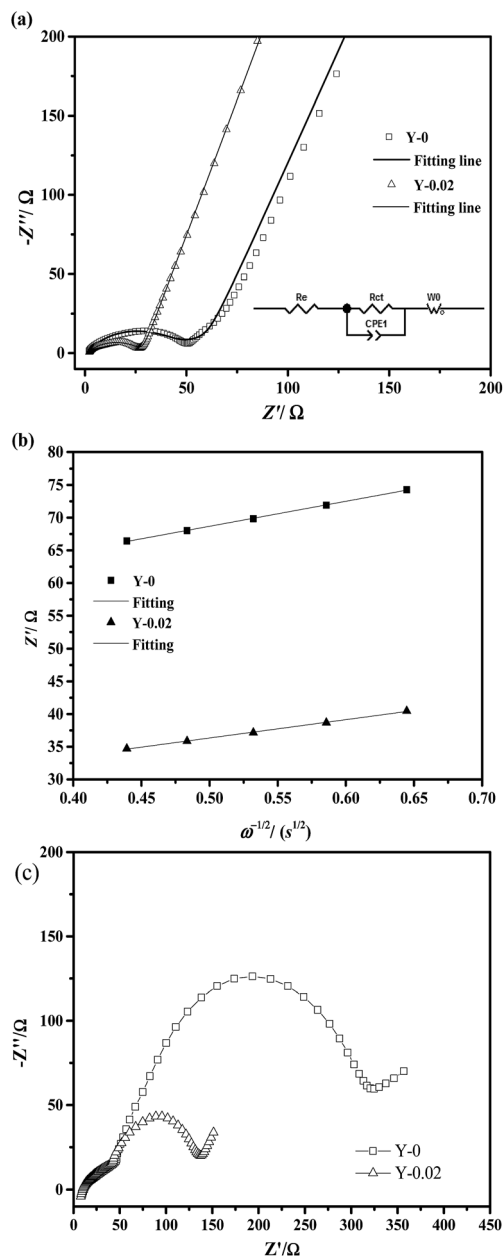 (a)
200
150
100
50
0
-Z''/ Ω
Y-0
Fitting line
Y-0.02
Fitting line
Re
Rct
W0
CPE1
0
50
100
150
200
Z'/ Ω
(b)
80
75
70
65
60
55
50
45
40
35
30
Z'/ Ω
Y-0
Fitting
Y-0.02
Fitting
0.40
0.45
0.50
0.55
0.60
0.65
0.70
ω-1/2/ (s1/2)
(c)
-200
-150
-100
-50
0
-Z''/Ω
Y-0
Y-0.02
0
50
100
150
200
250
300
350
400
450
Z'/Ω